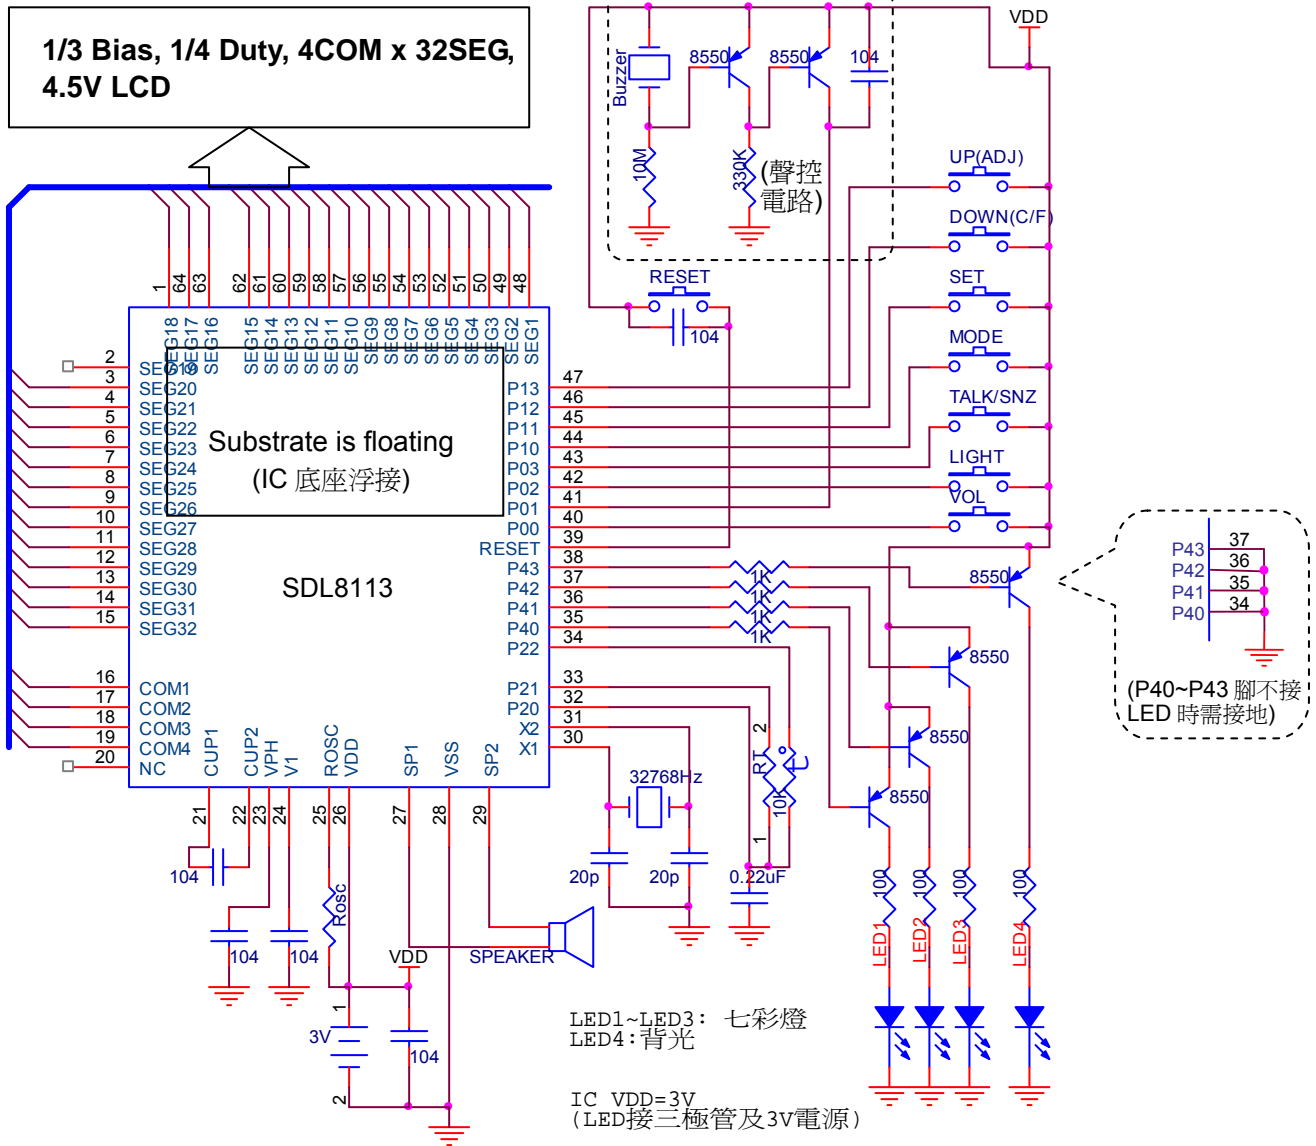 1/3 Bias, 1/4 Duty, 4COM x 32SEG,
4.5V LCD
VDD
Buzzer
8550
8550
104
10M
330K
(聲控
電路)
UP(ADJ)
DOWN(C/F)
SET
MODE
TALK/SNZ
LIGHT
VOL
RESET
104
1
64
63
62
61
60
59
58
57
56
55
54
53
52
51
50
49
48
SEG18
SEG17
SEG16
SEG15
SEG14
SEG13
SEG12
SEG11
SEG10
SEG9
SEG8
SEG7
SEG6
SEG5
SEG4
SEG3
SEG2
SEG1
2 SEG19
3 SEG20
4 SEG21
5 SEG22
6 SEG23
7 SEG24
8 SEG25
9 SEG26
10 SEG27
11 SEG28
12 SEG29
13 SEG30
14 SEG31
15 SEG32
16 COM1
17 COM2
18 COM3
19 COM4
20 NC
Substrate is floating
(IC 底座浮接)
SDL8113
P13 47
P12 46
P11 45
P10 44
P03 43
P02 42
P01 41
P00 40
RESET 39
P43 38
P42 37
P41 36
P40 35
P22 34
P21 33
P20 32
X2 31
X1 30
CUP1
CUP2
VPH
V1
ROSC
VDD
SP1
VSS
SP2
21
22
23
24
25
26
27
28
29
1K
1K
1K
1K
8550
8550
8550
8550
P43 37
P42 36
P41 35
P40 34
(P40~P43 腳不接
LED 時需接地)
32768Hz
20p
20p
RT
10K
2
1
t
0.22uF
104
104
104
Rosc
VDD
SPEAKER
3V
1
2
104
100
100
100
100
LED1
LED2
LED3
LED4
LED1~LED3: 七彩燈
LED4:背光
IC VDD=3V
(LED接三極管及3V電源)